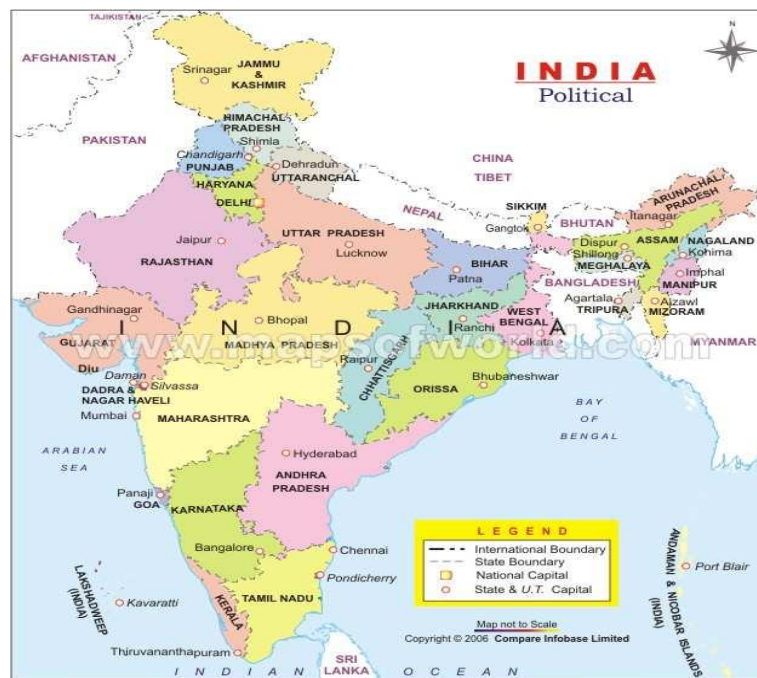 TAJIKISTAN
AFGHANISTAN
JAMMU
&
KASHMIR
Srinagar
N
INDIA
Political
HIMACHAL
PRADESH
Shimla
PAKISTAN
Chandigarh
PUNJAB
Dehradun
UTTARANCHAL
CHINA
TIBET
HARYANA
DELHI
NEPAL
SIKKIM
Gangtok
BHUTAN
ARUNACHAL
PRADESH
Itanagar
Jaipur
RAJASTHAN
UTTAR PRADESH
Lucknow
BIHAR
Patna
Dispur
ASSAM
NAGALAND
Shillong
Kohima
MEGHALAYA
Imphal
MANIPUR
BANGLADESH
Gandhinagar
GUJARAT
I N D I A
Bhopal
MADHYA PRADESH
JHARKHAND
Ranchi
WEST
BENGAL
Kolkata
Agartala
TRIPURA
Ajzawl
MIZORAM
MYANMAR
www.mapsofworld.com
Diu
Daman
Silvassa
DADRA &
NAGAR HAVELI
Raipur
CHHATTISGARH
ORISSA
Bhubaneshwar
Mumbai
MAHARASHTRA
BAY
OF
BENGAL
ARABIAN
SEA
Hyderabad
ANDHRA
PRADESH
Panaji
GOA
KARNATAKA
Bangalore
Chennai
Pondicherry
LEGEND
International Boundary
State Boundary
National Capital
State & U.T. Capital
ANDAMAN & NICOBAR ISLANDS
(INDIA)
Port Blair
LAKSHADWEEP
(INDIA)
Kavaratti
KERALA
TAMIL NADU
Thiruvananthapuram
Map not to Scale
Copyright © 2006 Compare Infobase Limited
SRI
LANKA
INDIAN OCEAN